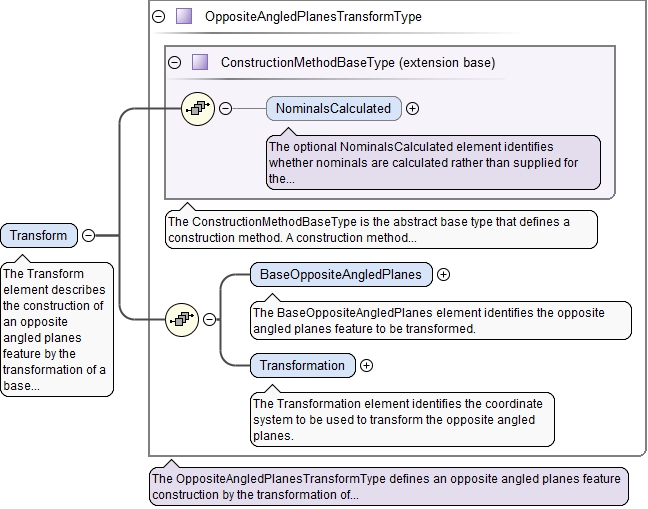 OppositeAngledPlanesTransformType
ConstructionMethodBaseType (extension base)
NominalsCalculated
The optional NominalsCalculated element identifies
whether nominals are calculated rather than supplied for
the...
The ConstructionMethodBaseType is the abstract base type that defines a
construction method. A construction method...
Transform
The Transform
element describes
the construction of
an opposite
angled planes
feature by the
transformation of a
base...
BaseOppositeAngledPlanes
The BaseOppositeAngledPlanes element identifies the opposite
angled planes feature to be transformed.
Transformation
The Transformation element identifies the coordinate
system to be used to transform the opposite angled
planes.
The OppositeAngledPlanesTransformType defines an opposite angled planes feature
construction by the transformation of...